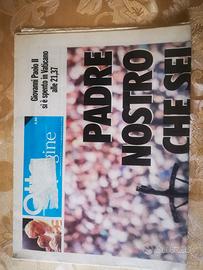 Giovanni Paolo II
si è spento in Vaticano
alle 21,37
PADRE
NOSTRO
CHE SEI